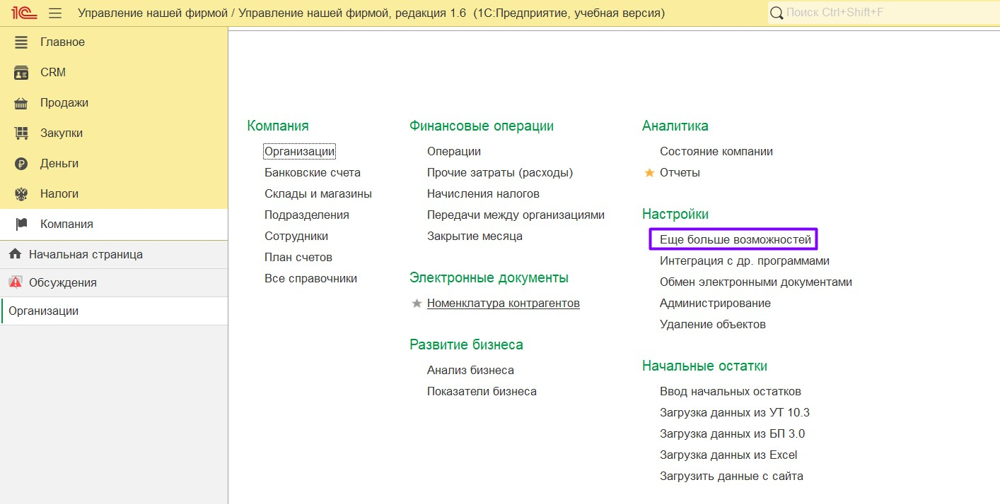 1С Управление нашей фирмой / Управление нашей фирмой, редакция 1.6 (1С:Предприятие, учебная версия)
Поиск Ctrl+Shift+F
Главное
CRM
Продажи
Закупки
Деньги
Налоги
Компания
Начальная страница
Обсуждения
Организации
Компания
Организации
Банковские счета
Склады и магазины
Подразделения
Сотрудники
План счетов
Все справочники
Финансовые операции
Операции
Прочие затраты (расходы)
Начисления налогов
Передачи между организациями
Закрытие месяца
Электронные документы
Номенклатура контрагентов
Развитие бизнеса
Анализ бизнеса
Показатели бизнеса
Аналитика
Состояние компании
Отчеты
Настройки
Еще больше возможностей
Интеграция с др. программами
Обмен электронными документами
Администрирование
Удаление объектов
Начальные остатки
Ввод начальных остатков
Загрузка данных из УТ 10.3
Загрузка данных из БП 3.0
Загрузка данных из Excel
Загрузить данные с сайта